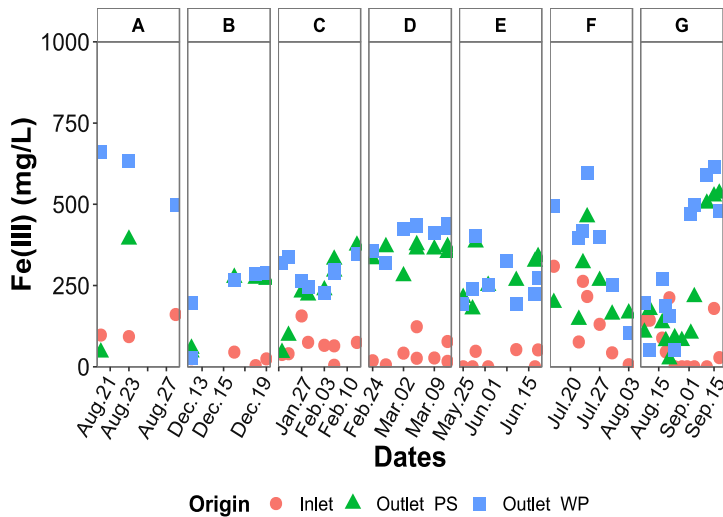 A B C D E F G
Fe(III) (mg/L)
1000
750
500
250
0
Aug.21 Aug.23 Aug.27 Dec.13 Dec.15 Dec.19 Jan.27 Feb.03 Feb.10 Feb.24 Mar.02 Mar.09 May.25 Jun.01 Jun.15 Jul.20 Jul.27 Aug.03 Aug.15 Sep.01 Sep.15
Dates
Origin Inlet Outlet PS Outlet WP